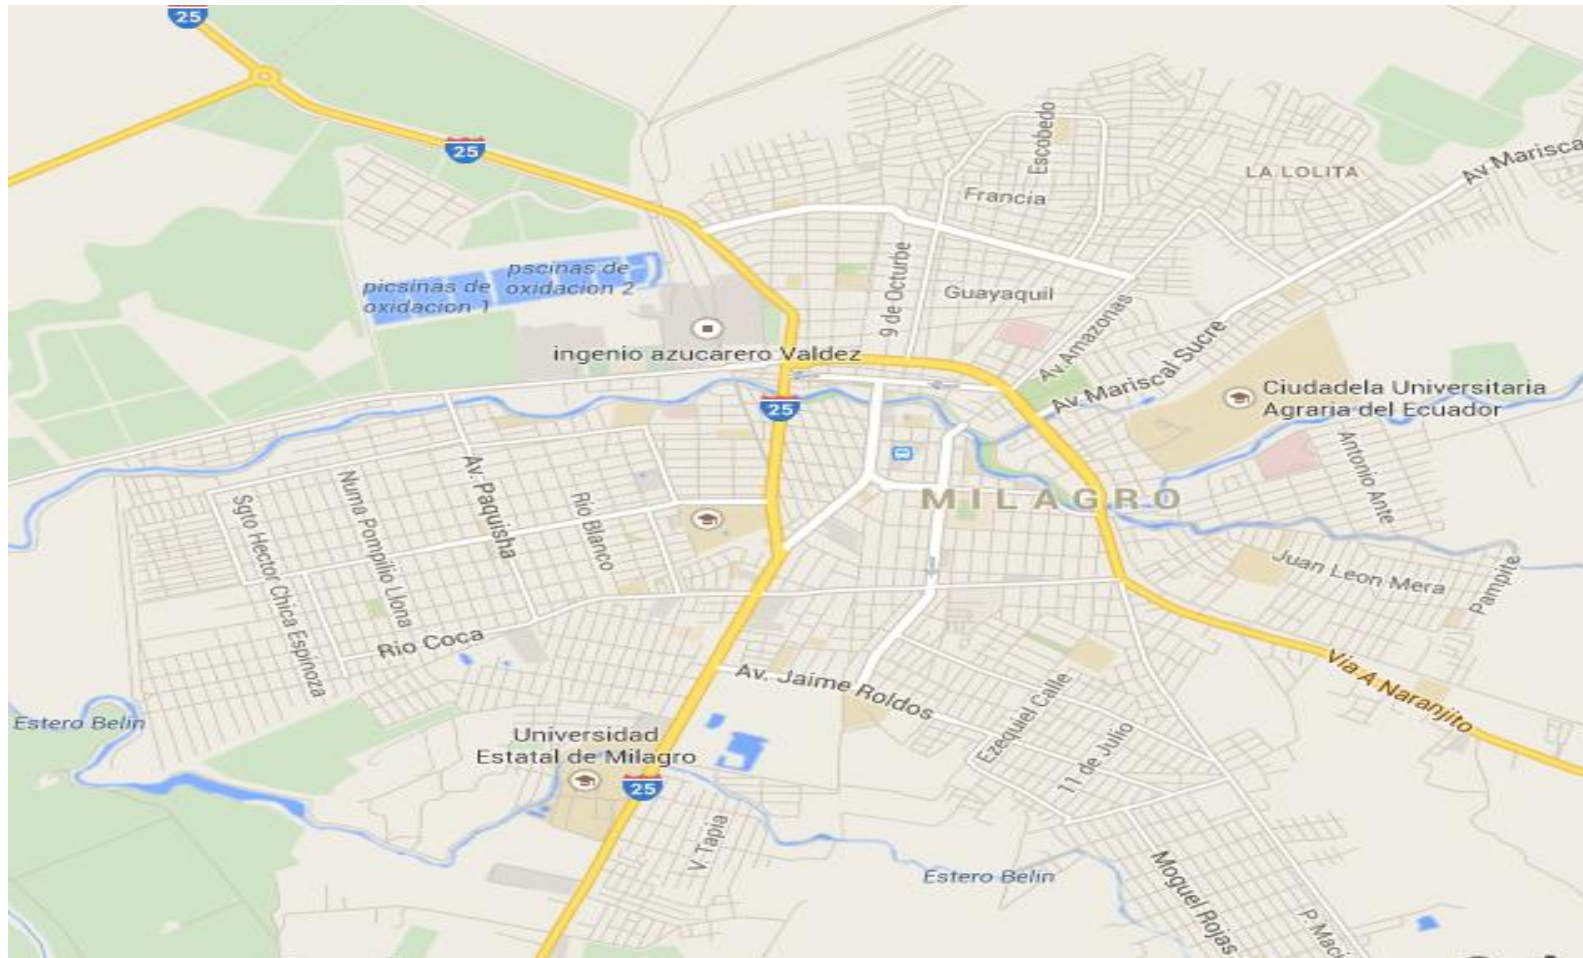 25
Escobedo
Av Marisca
LA LOLITA
25
Francia
pscinas de
oxidacion 2
picsinas de
oxidacion 1
9 de Octurbe
Guayaquil
Av. Amazonas
ingenio azucarero Valdez
Av Mariscal Sucre
25
Ciudadela Universitaria
Agraria del Ecuador
Antonio Ante
Av. Paquisha
Numa Pompilio Llona
Rio Blanco
Sgto Hector Chica Espinoza
MILAGRO
Juan Leon Mera
Pampite
Rio Coca
Via A Naranjito
Av. Jaime Roldos
Ezequiel Calle
11 de Julio
Estero Belin
Universidad
Estatal de Milagro
25
V. Tapia
Estero Belin
Moguel Rojas
P. Maci